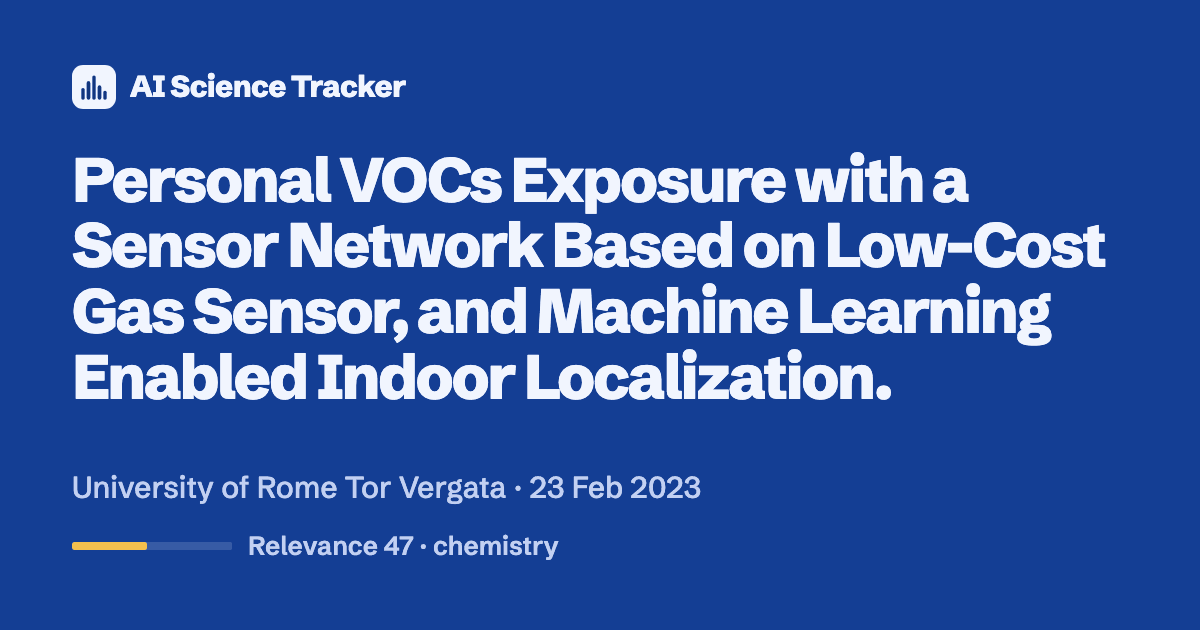 AI Science Tracker
Personal VOCs Exposure with a
Sensor Network Based on Low-Cost
Gas Sensor, and Machine Learning
Enabled Indoor Localization.
University of Rome Tor Vergata · 23 Feb 2023
Relevance 47 · chemistry